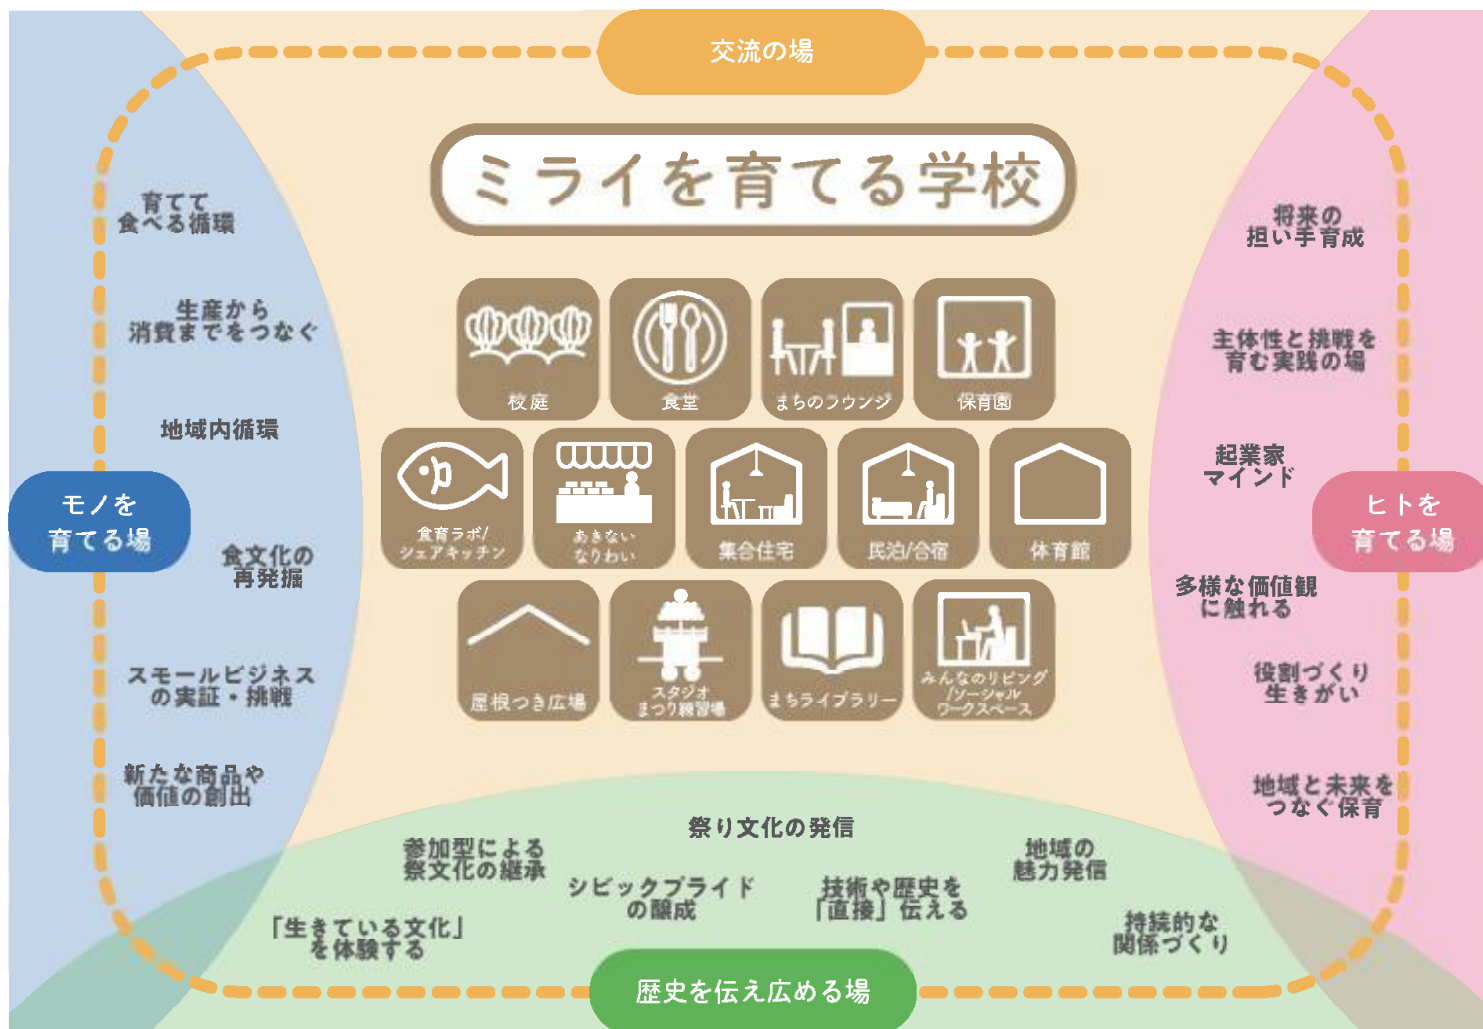 交流の場
ミライを育てる学校
育てて
食べる循環
生産から
消費までをつなぐ
地域内循環
モノを
育てる場
食文化の
再発掘
スモールビジネス
の実証・挑戦
新たな商品や
価値の創出
校庭
食堂
まちのラウンジ
保育園
食育ラボ/
シェアキッチン
あきない
なりわい
集合住宅
民泊/合宿
体育館
屋根つき広場
スタジオ
まつり練習場
まちライブラリー
みんなのリビング
/ソーシャル
ワークスペース
将来の
担い手育成
主体性と挑戦を
育む実践の場
起業家
マインド
ヒトを
育てる場
多様な価値観
に触れる
役割づくり
生きがい
地域と未来を
つなぐ保育
祭り文化の発信
参加型による
祭文化の継承
シビックプライド
の醸成
技術や歴史を
「直接」伝える
地域の
魅力発信
「生きている文化」
を体験する
持続的な
関係づくり
歴史を伝え広める場